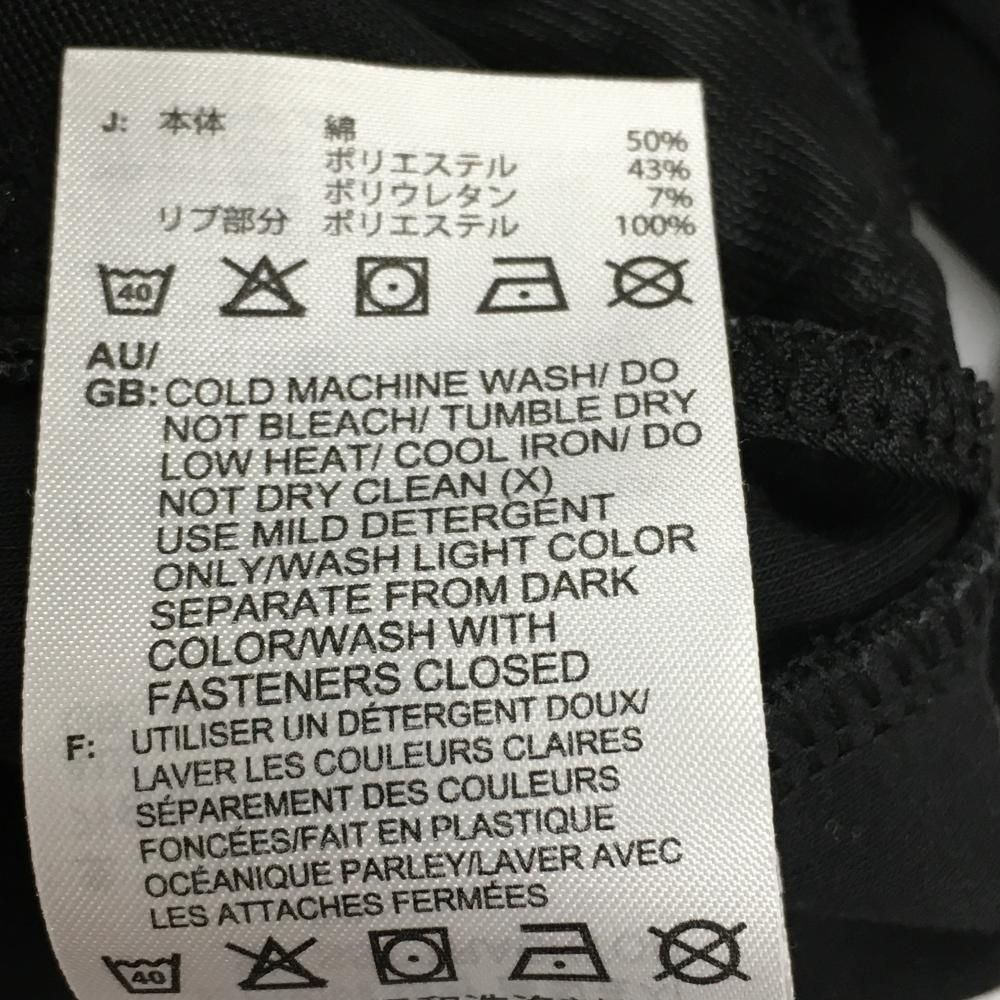 J: 本体 綿 50%
ポリエステル 43%
ポリウレタン 7%
リブ部分 ポリエステル 100%
40
AU/
GB: COLD MACHINE WASH/ DO
NOT BLEACH/ TUMBLE DRY
LOW HEAT/ COOL IRON/ DO
NOT DRY CLEAN (X)
USE MILD DETERGENT
ONLY/WASH LIGHT COLOR
SEPARATE FROM DARK
COLOR/WASH WITH
FASTENERS CLOSED
F: UTILISER UN DÉTERGENT DOUX/
LAVER LES COULEURS CLAIRES
SÉPAREMENT DES COULEURS
FONCÉES/FAIT EN PLASTIQUE
OCÉANIQUE PARLEY/LAVER AVEC
LES ATTACHES FERMÉES
40